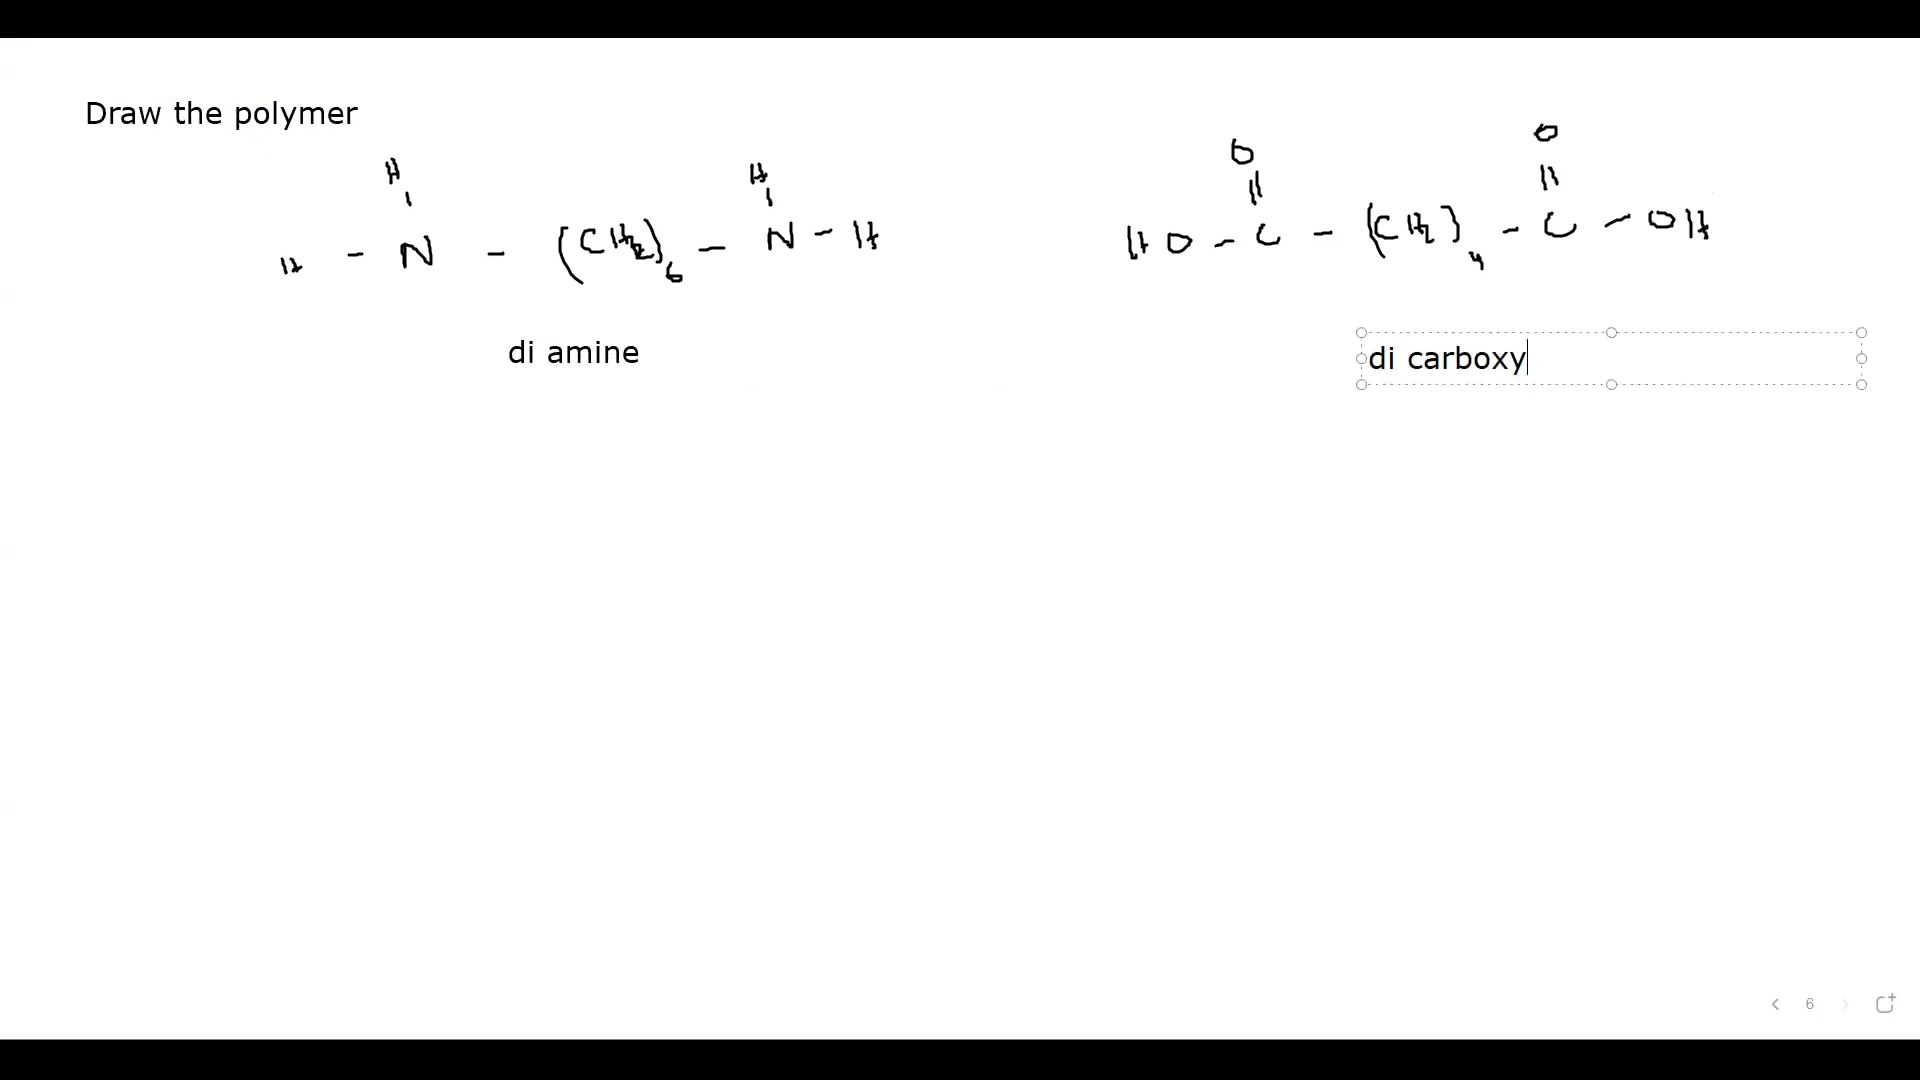 Draw the polymer
H H O O
H - N - (CH2)6 - N - H HO - C - (CH2)4 - C - OH
di amine di carboxy
6